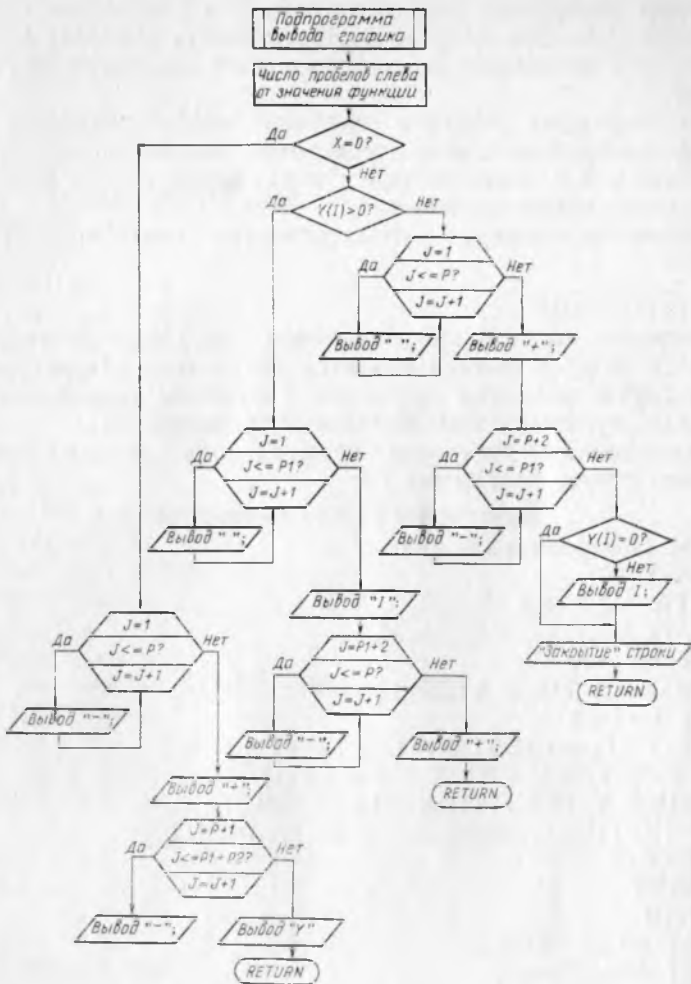 Подпрограмма
вывода графика
Число пробелов слева
от значения функции
Да
X=0?
Нет
Да
Y(I)>0?
Нет
J=1
Да
J<=P?
Нет
J=J+1
Вывод " ";
Вывод "+";
J=1
Да
J<=P1?
Нет
J=J+1
J=P+2
Да
J<=P1?
Нет
J=J+1
Вывод " ";
Вывод "-";
Да
Y(I)=0?
Нет
Вывод "I";
Вывод I;
J=1
Да
J<=P?
Нет
J=J+1
J=P1+2
Да
J<=P?
Нет
J=J+1
"Закрытие" строки
RETURN
Вывод "-";
Вывод "-";
Вывод "+";
Вывод "+";
RETURN
J=P+1
Да
J<=P1+P2?
Нет
J=J+1
Вывод "-";
Вывод "Y"
RETURN